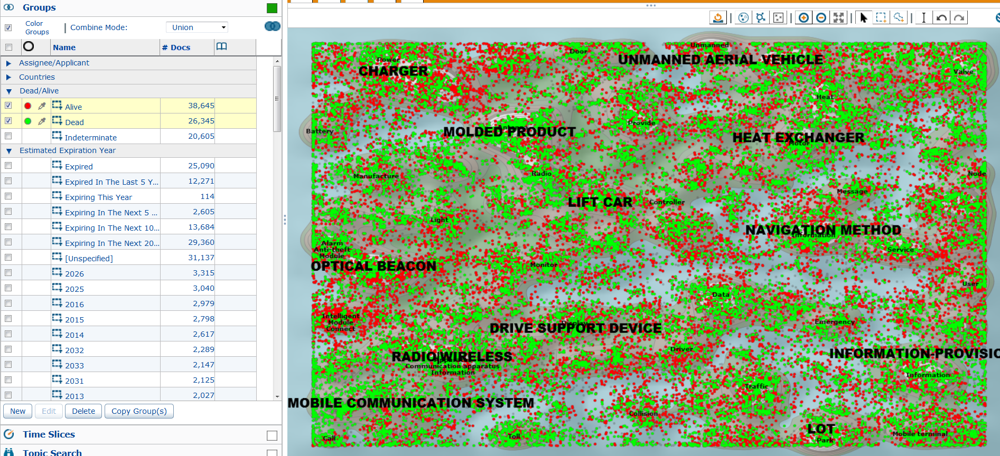 Groups
Color Groups
Combine Mode:
Union
Name
# Docs
Assignee/Applicant
Countries
Dead/Alive
Alive 38,645
Dead 26,345
Indeterminate 20,605
Estimated Expiration Year
Expired 25,090
Expired In The Last 5 Y... 12,271
Expiring This Year 114
Expiring In The Next 5 ... 2,605
Expiring In The Next 10... 13,684
Expiring In The Next 20... 29,360
[Unspecified] 31,137
2026 3,315
2025 3,040
2016 2,979
2015 2,798
2014 2,617
2032 2,289
2033 2,147
2031 2,125
2013 2,027
New
Edit
Delete
Copy Group(s)
Time Slices
Topic Search
Unmanned
Door
Power
UNMANNED AERIAL VEHICLE
CHARGER
Valve
Heat
Provide
Battery
MOLDED PRODUCT
HEAT EXCHANGER
Motor
Manufacture
Radio
Node
Message
LIFT CAR
Controller
Light
NAVIGATION METHOD
Information
Alarm
Anti-theft
Module
Service
OPTICAL BEACON
Monitor
User
Data
Intelligent
Module
Connect
Display
Emergency
DRIVE SUPPORT DEVICE
Driver
RADIO WIRELESS
INFORMATION-PROVISIO
Communication apparatus
Information
Information
Traffic
MOBILE COMMUNICATION SYSTEM
Collision
LOT
Call
Toll
Park
Mobile terminal